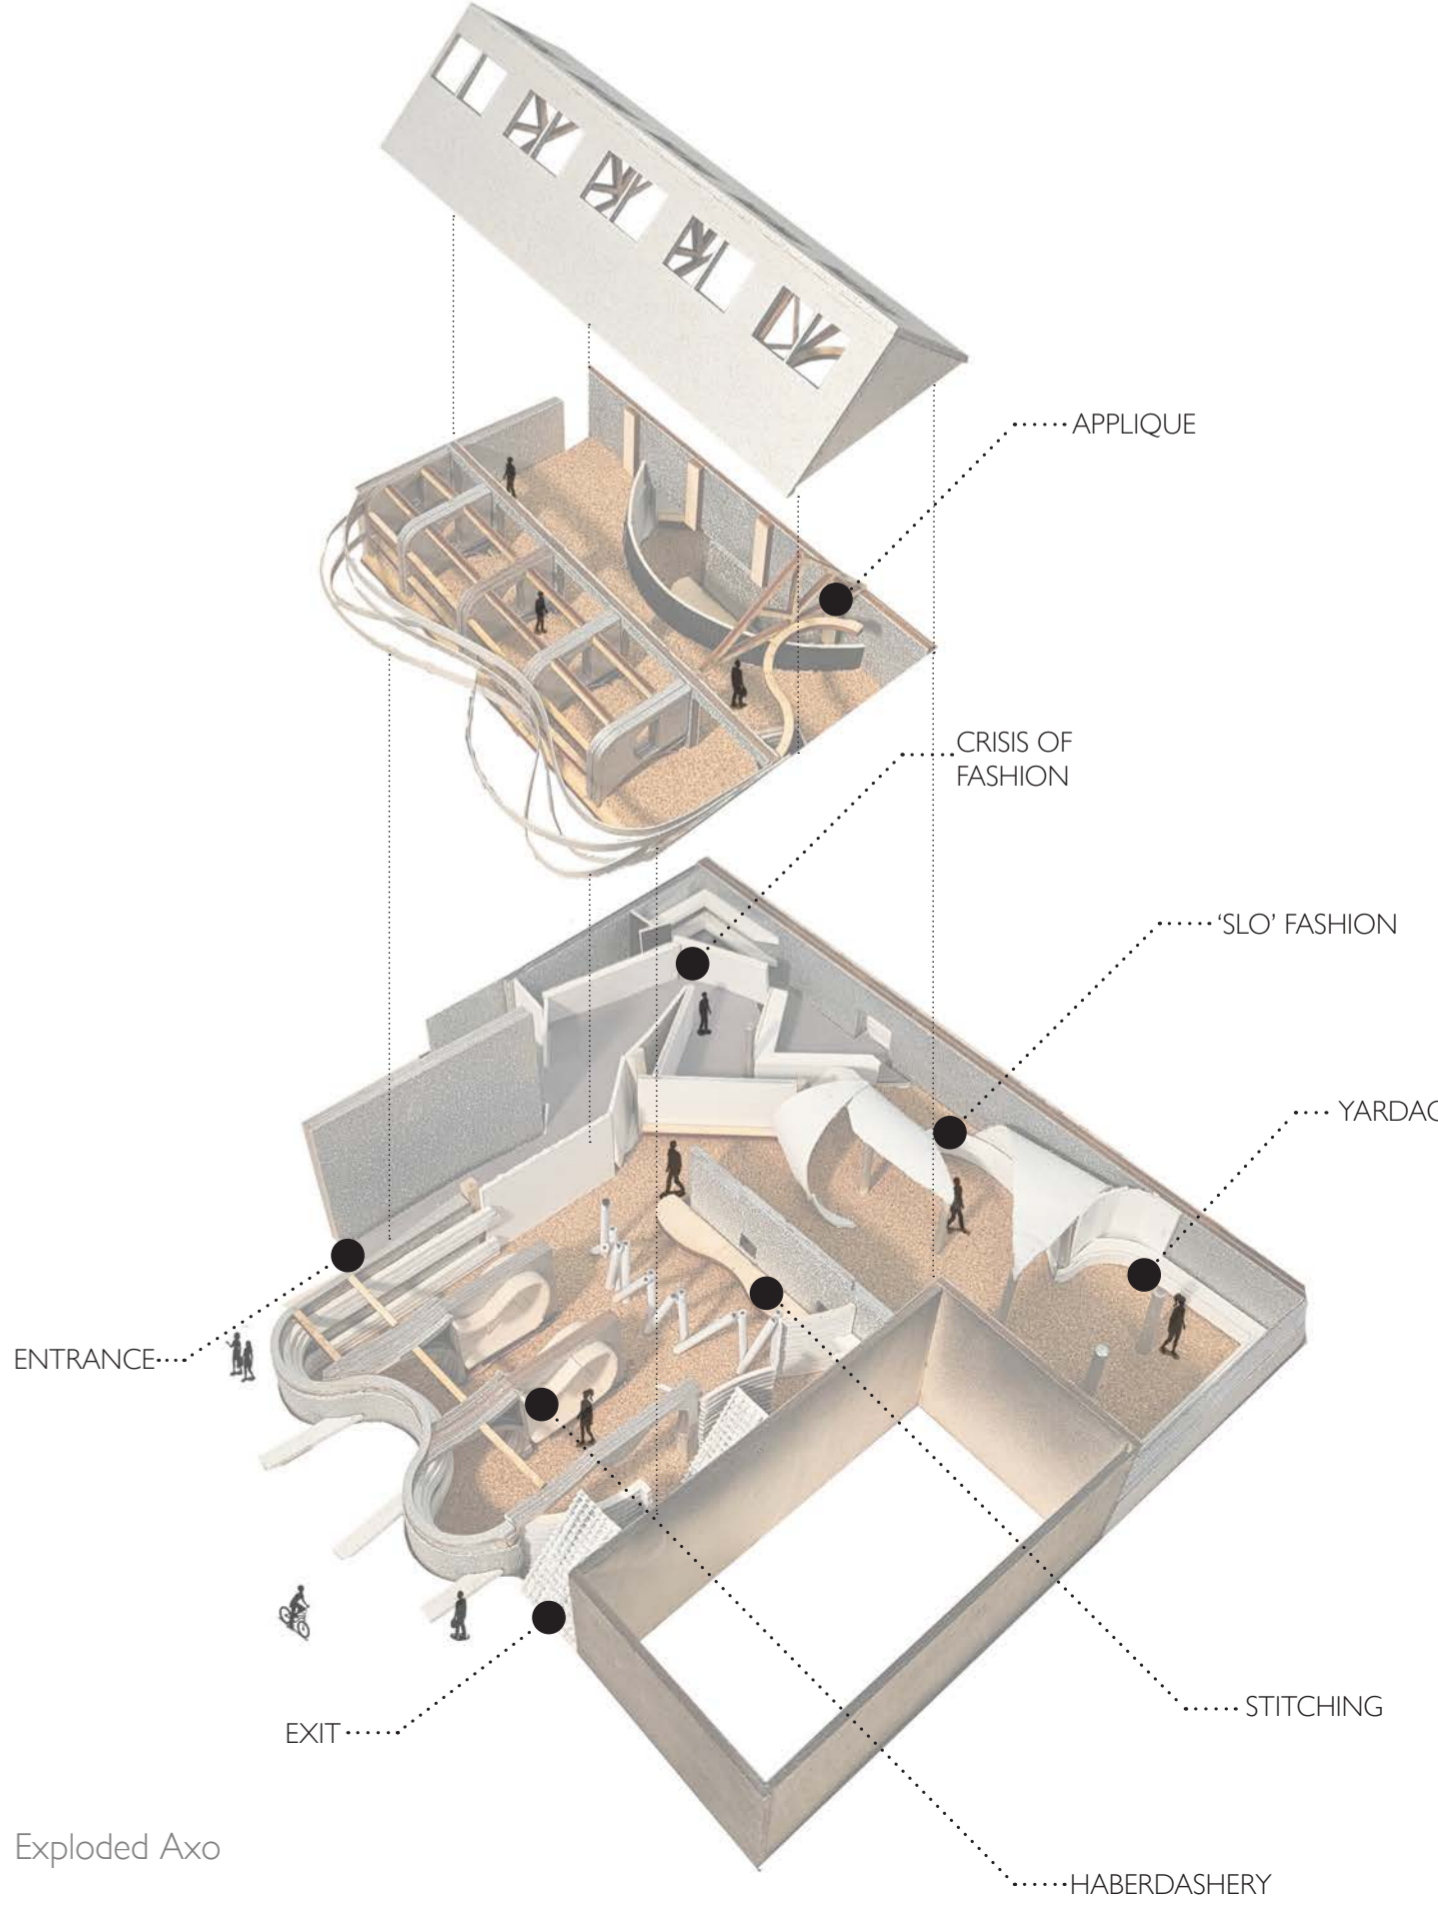 APPLIQUE
CRISIS OF
FASHION
'SLO' FASHION
ENTRANCE
STITCHING
EXIT
Exploded Axo
HABERDASHERY